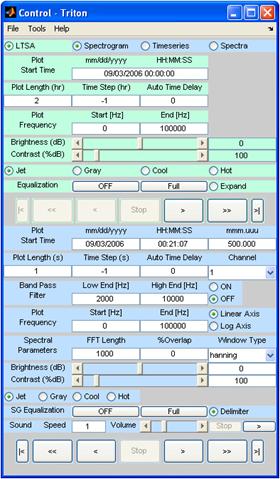 Control - Triton
File Tools Help
LTSA Spectrogram Timeseries Spectra
Plot Start Time mm/dd/yyyy HH:MM:SS
09/03/2006 00:00:00
Plot Length (hr) Time Step (hr) Auto Time Delay
2 -1 0
Plot Frequency Start [Hz] End [Hz]
0 100000
Brightness (dB) 0
Contrast (%dB) 100
Jet Gray Cool Hot
Equalization OFF Full Expand
|< << < Stop > >> >|
Plot Start Time mm/dd/yyyy HH:MM:SS mmm.uuu
09/03/2006 00:21:07 500.000
Plot Length (s) Time Step (s) Auto Time Delay Channel
1 -1 0 1
Band Pass Filter Low End [Hz] High End [Hz] ON
2000 10000 OFF
Plot Frequency Start [Hz] End [Hz] Linear Axis
0 100000 Log Axis
Spectral Parameters FFT Length %Overlap Window Type
1000 0 hanning
Brightness (dB) 0
Contrast (%dB) 100
Jet Gray Cool Hot
SG Equalization OFF Full Delimiter
Sound Speed 1 Volume Stop >
|< << < Stop > >> >|